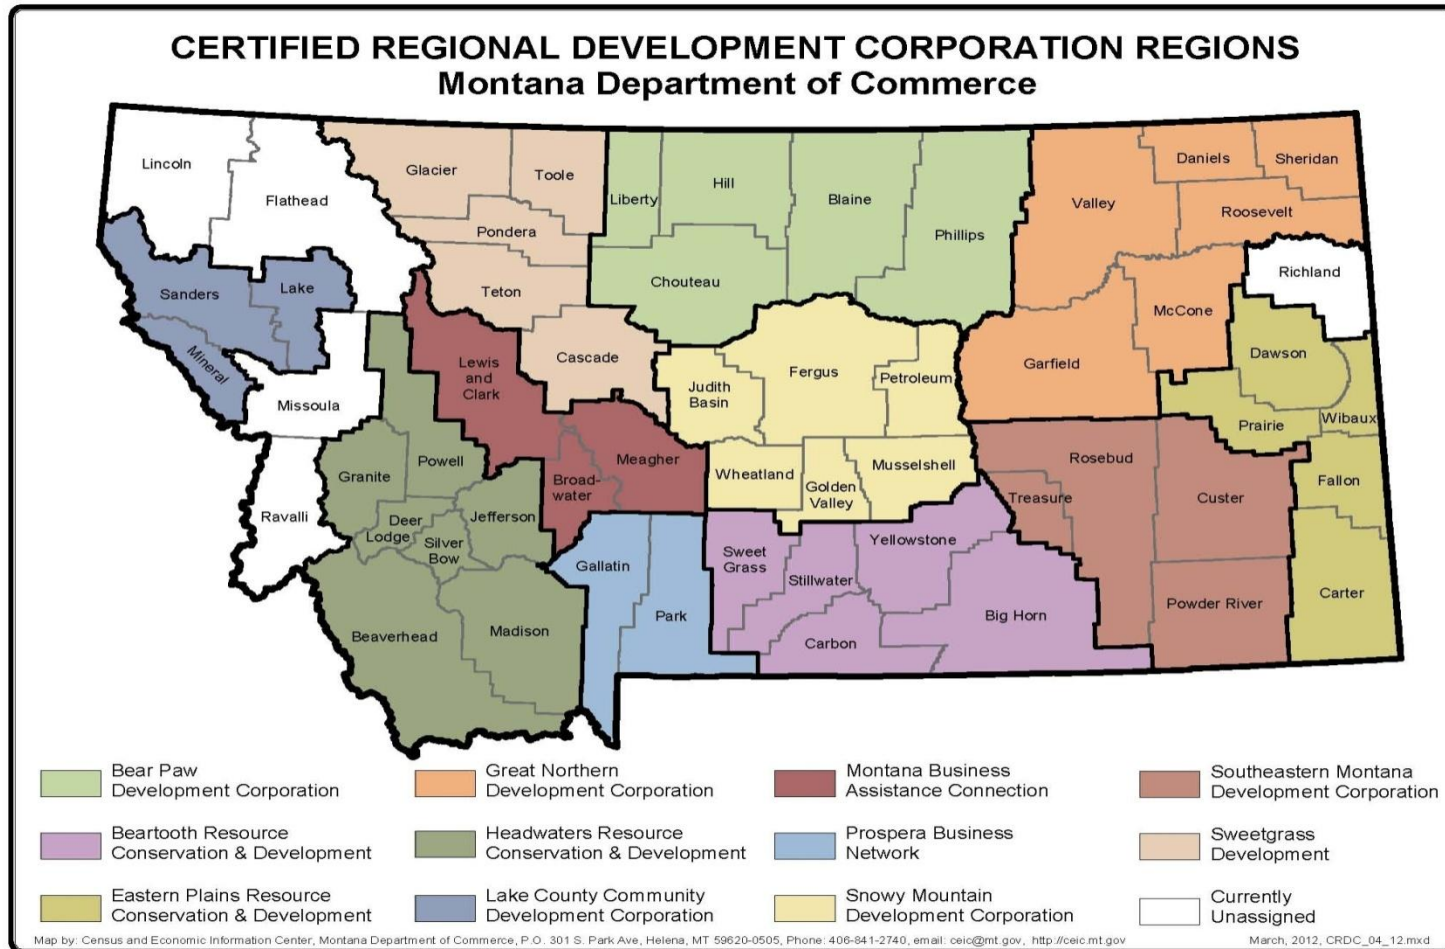 CERTIFIED REGIONAL DEVELOPMENT CORPORATION REGIONS
Montana Department of Commerce
Lincoln
Flathead
Glacier
Toole
Liberty
Hill
Blaine
Phillips
Valley
Daniels
Sheridan
Roosevelt
Pondera
Teton
Chouteau
Richland
McCone
Sanders
Lake
Mineral
Missoula
Lewis
and
Clark
Cascade
Judith
Basin
Fergus
Petroleum
Garfield
Dawson
Prairie
Wibaux
Granite
Powell
Broad-
water
Meagher
Wheatland
Golden
Valley
Musselshell
Rosebud
Treasure
Custer
Fallon
Ravalli
Deer
Lodge
Silver
Bow
Jefferson
Gallatin
Park
Sweet
Grass
Stillwater
Yellowstone
Big Horn
Carbon
Powder River
Carter
Beaverhead
Madison
Bear Paw
Development Corporation
Great Northern
Development Corporation
Montana Business
Assistance Connection
Southeastern Montana
Development Corporation
Beartooth Resource
Conservation & Development
Headwaters Resource
Conservation & Development
Prospera Business
Network
Sweetgrass
Development
Eastern Plains Resource
Conservation & Development
Lake County Community
Development Corporation
Snowy Mountain
Development Corporation
Currently
Unassigned
Map by: Census and Economic Information Center, Montana Department of Commerce, P.O. 301 S. Park Ave, Helena, MT 59620-0505, Phone: 406-841-2740, email: ceic@mt.gov, http://ceic.mt.gov
March, 2012, CRDC_04_12.mxd